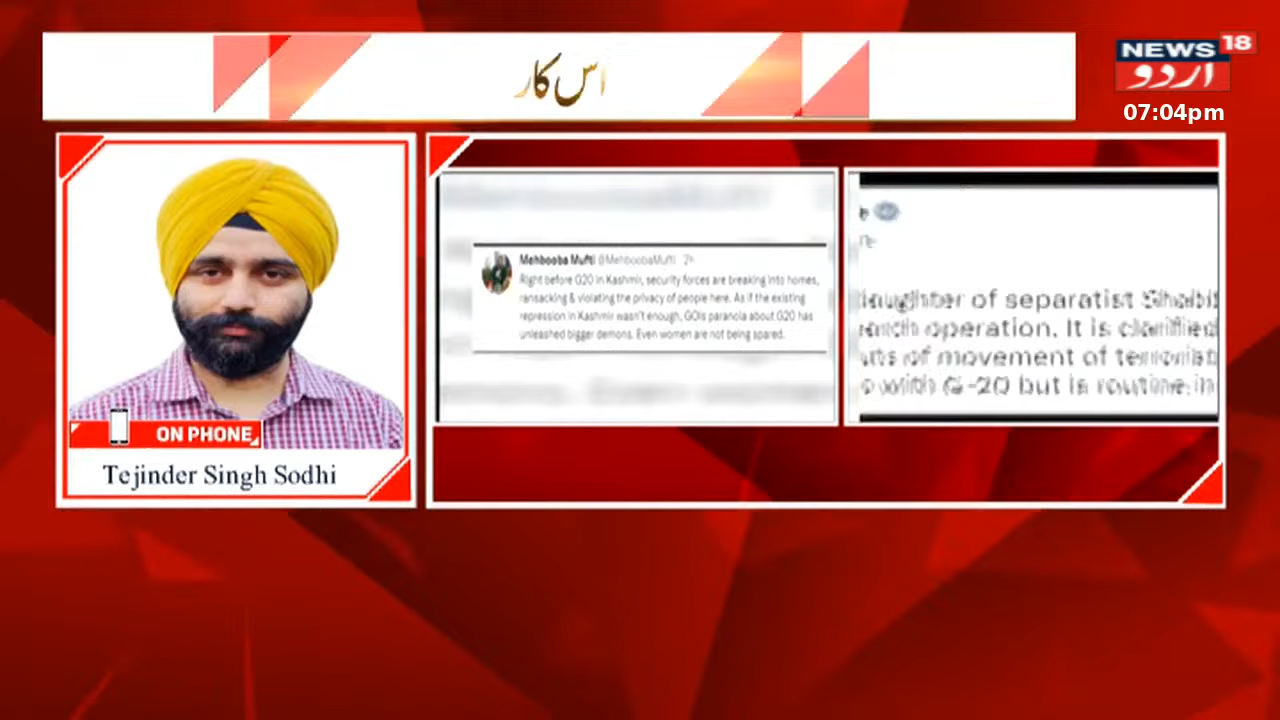 اس کار
NEWS 18
اردو
07:04pm
Mehbooba Mufti @MehboobaMufti · 2h
Right before G20 in Kashmir, security forces are breaking into homes,
ransacking & violating the privacy of people here. As if the existing
repression in Kashmir wasn't enough, GOIs paranoia about G20 has
unleashed bigger demons. Even women are not being spared.
daughter of separatist
operation. It is clarified
of movement of terrorist
with G-20 but is routine in
ON PHONE
Tejinder Singh Sodhi